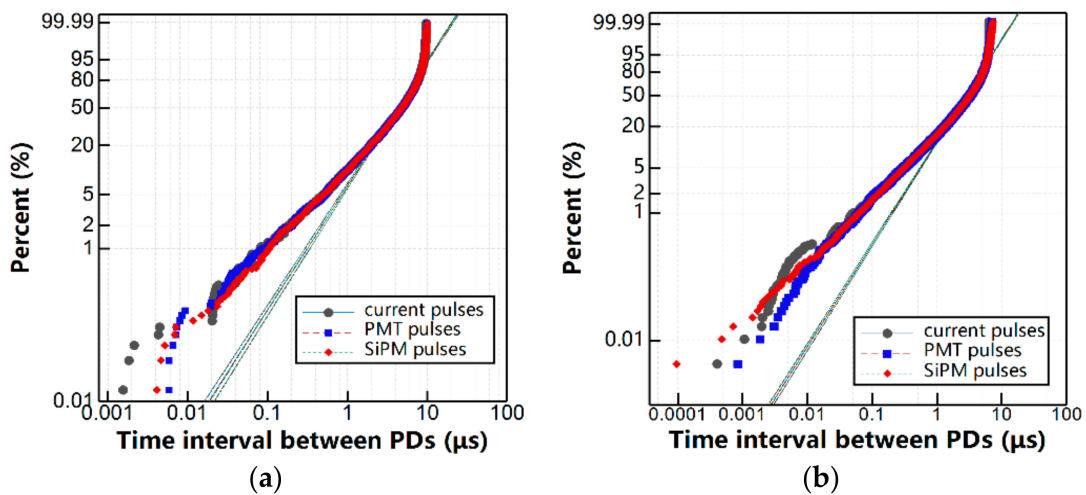 99.99
95
80
50
20
5
2
1
0.01
0.001
0.01
0.1
1
10
100
Percent (%)
Time interval between PDs (μs)
current pulses
PMT pulses
SiPM pulses
(a)
99.99
95
80
50
20
5
2
1
0.01
0.0001
0.001
0.01
0.1
1
10
100
Percent (%)
Time interval between PDs (μs)
current pulses
PMT pulses
SiPM pulses
(b)